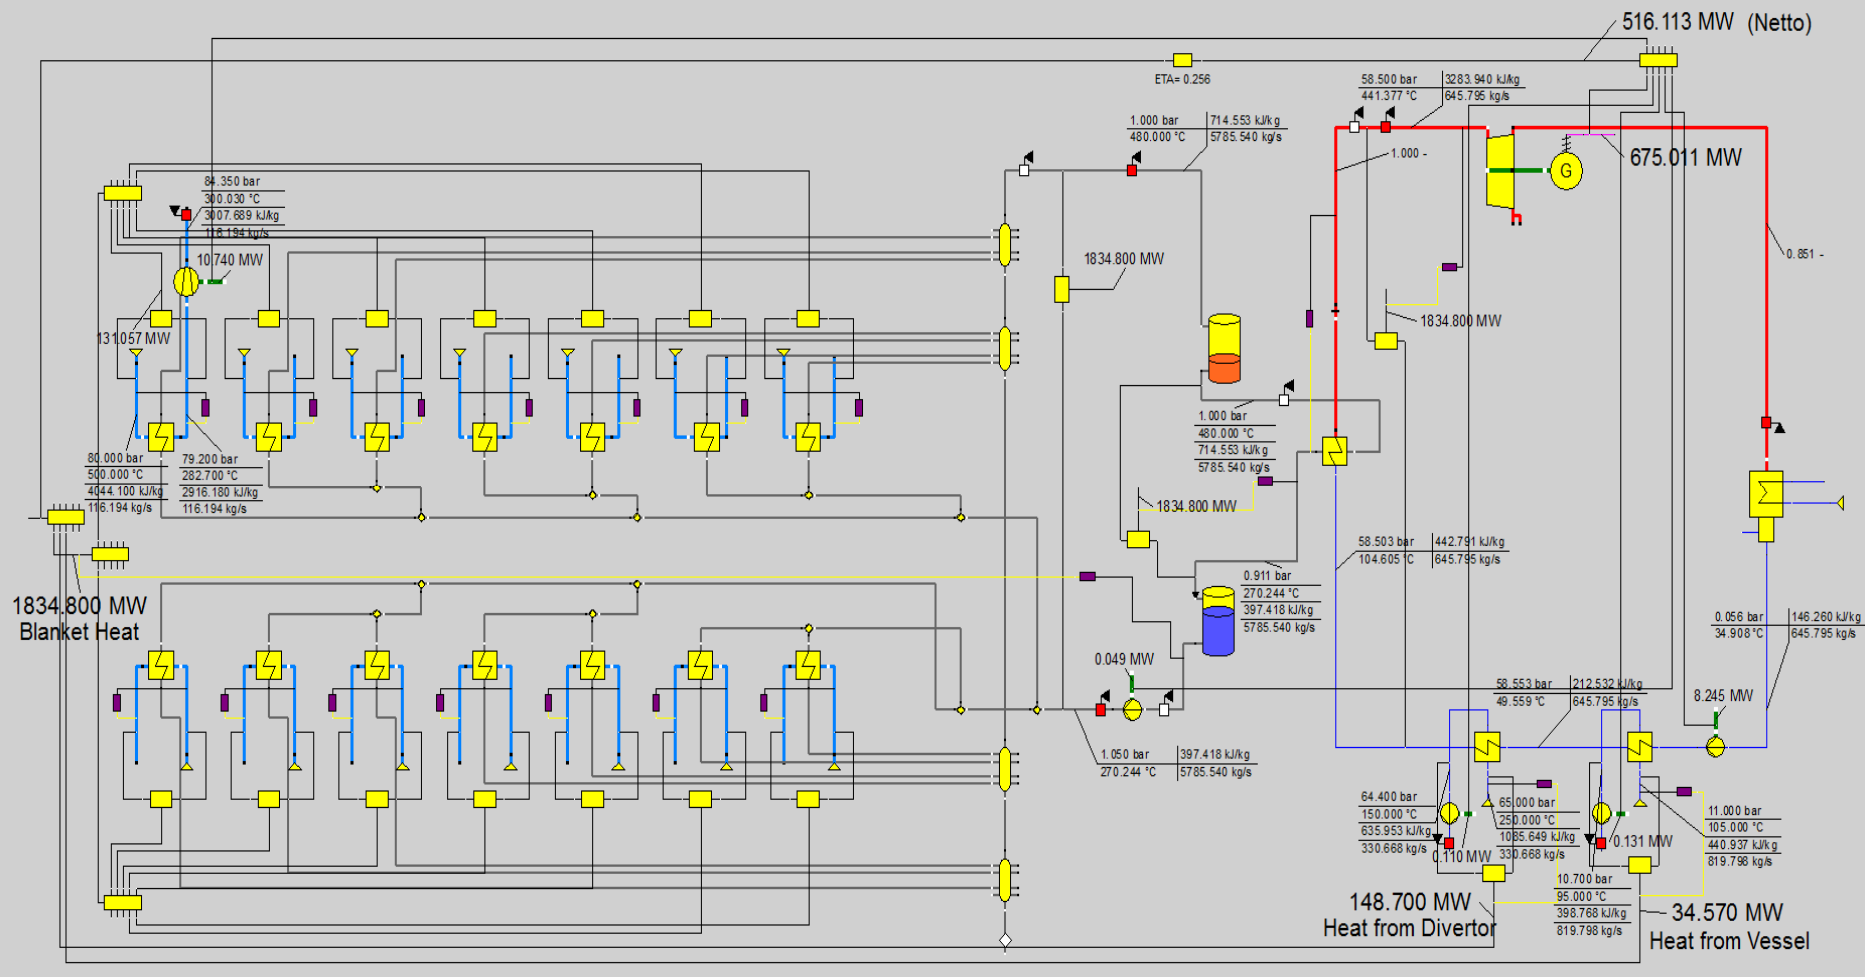 516.113 MW (Netto)
ETA= 0.256
58.500 bar 3283.940 kJ/kg
441.377 °C 645.795 kg/s
1.000 bar 714.553 kJ/kg
480.000 °C 5785.540 kg/s
1.000 -
G
675.011 MW
84.350 bar
300.030 °C
3007.689 kJ/kg
116.194 kg/s
10.740 MW
1834.800 MW
0.851 -
131.057 MW
1834.800 MW
1.000 bar
480.000 °C
714.553 kJ/kg
5785.540 kg/s
80.000 bar
500.000 °C
4044.100 kJ/kg
116.194 kg/s
79.200 bar
282.700 °C
2916.180 kJ/kg
116.194 kg/s
1834.800 MW
58.503 bar 442.791 kJ/kg
104.605 °C 645.795 kg/s
0.911 bar
270.244 °C
397.418 kJ/kg
5785.540 kg/s
1834.800 MW
Blanket Heat
0.056 bar 146.260 kJ/kg
34.908 °C 645.795 kg/s
0.049 MW
58.553 bar 212.532 kJ/kg
49.559 °C 645.795 kg/s
8.245 MW
1.050 bar 397.418 kJ/kg
270.244 °C 5785.540 kg/s
64.400 bar
150.000 °C
635.953 kJ/kg
330.668 kg/s
65.000 bar
250.000 °C
1085.649 kJ/kg
330.668 kg/s
0.110 MW
0.131 MW
11.000 bar
105.000 °C
440.937 kJ/kg
819.798 kg/s
10.700 bar
95.000 °C
398.768 kJ/kg
819.798 kg/s
148.700 MW
Heat from Divertor
34.570 MW
Heat from Vessel